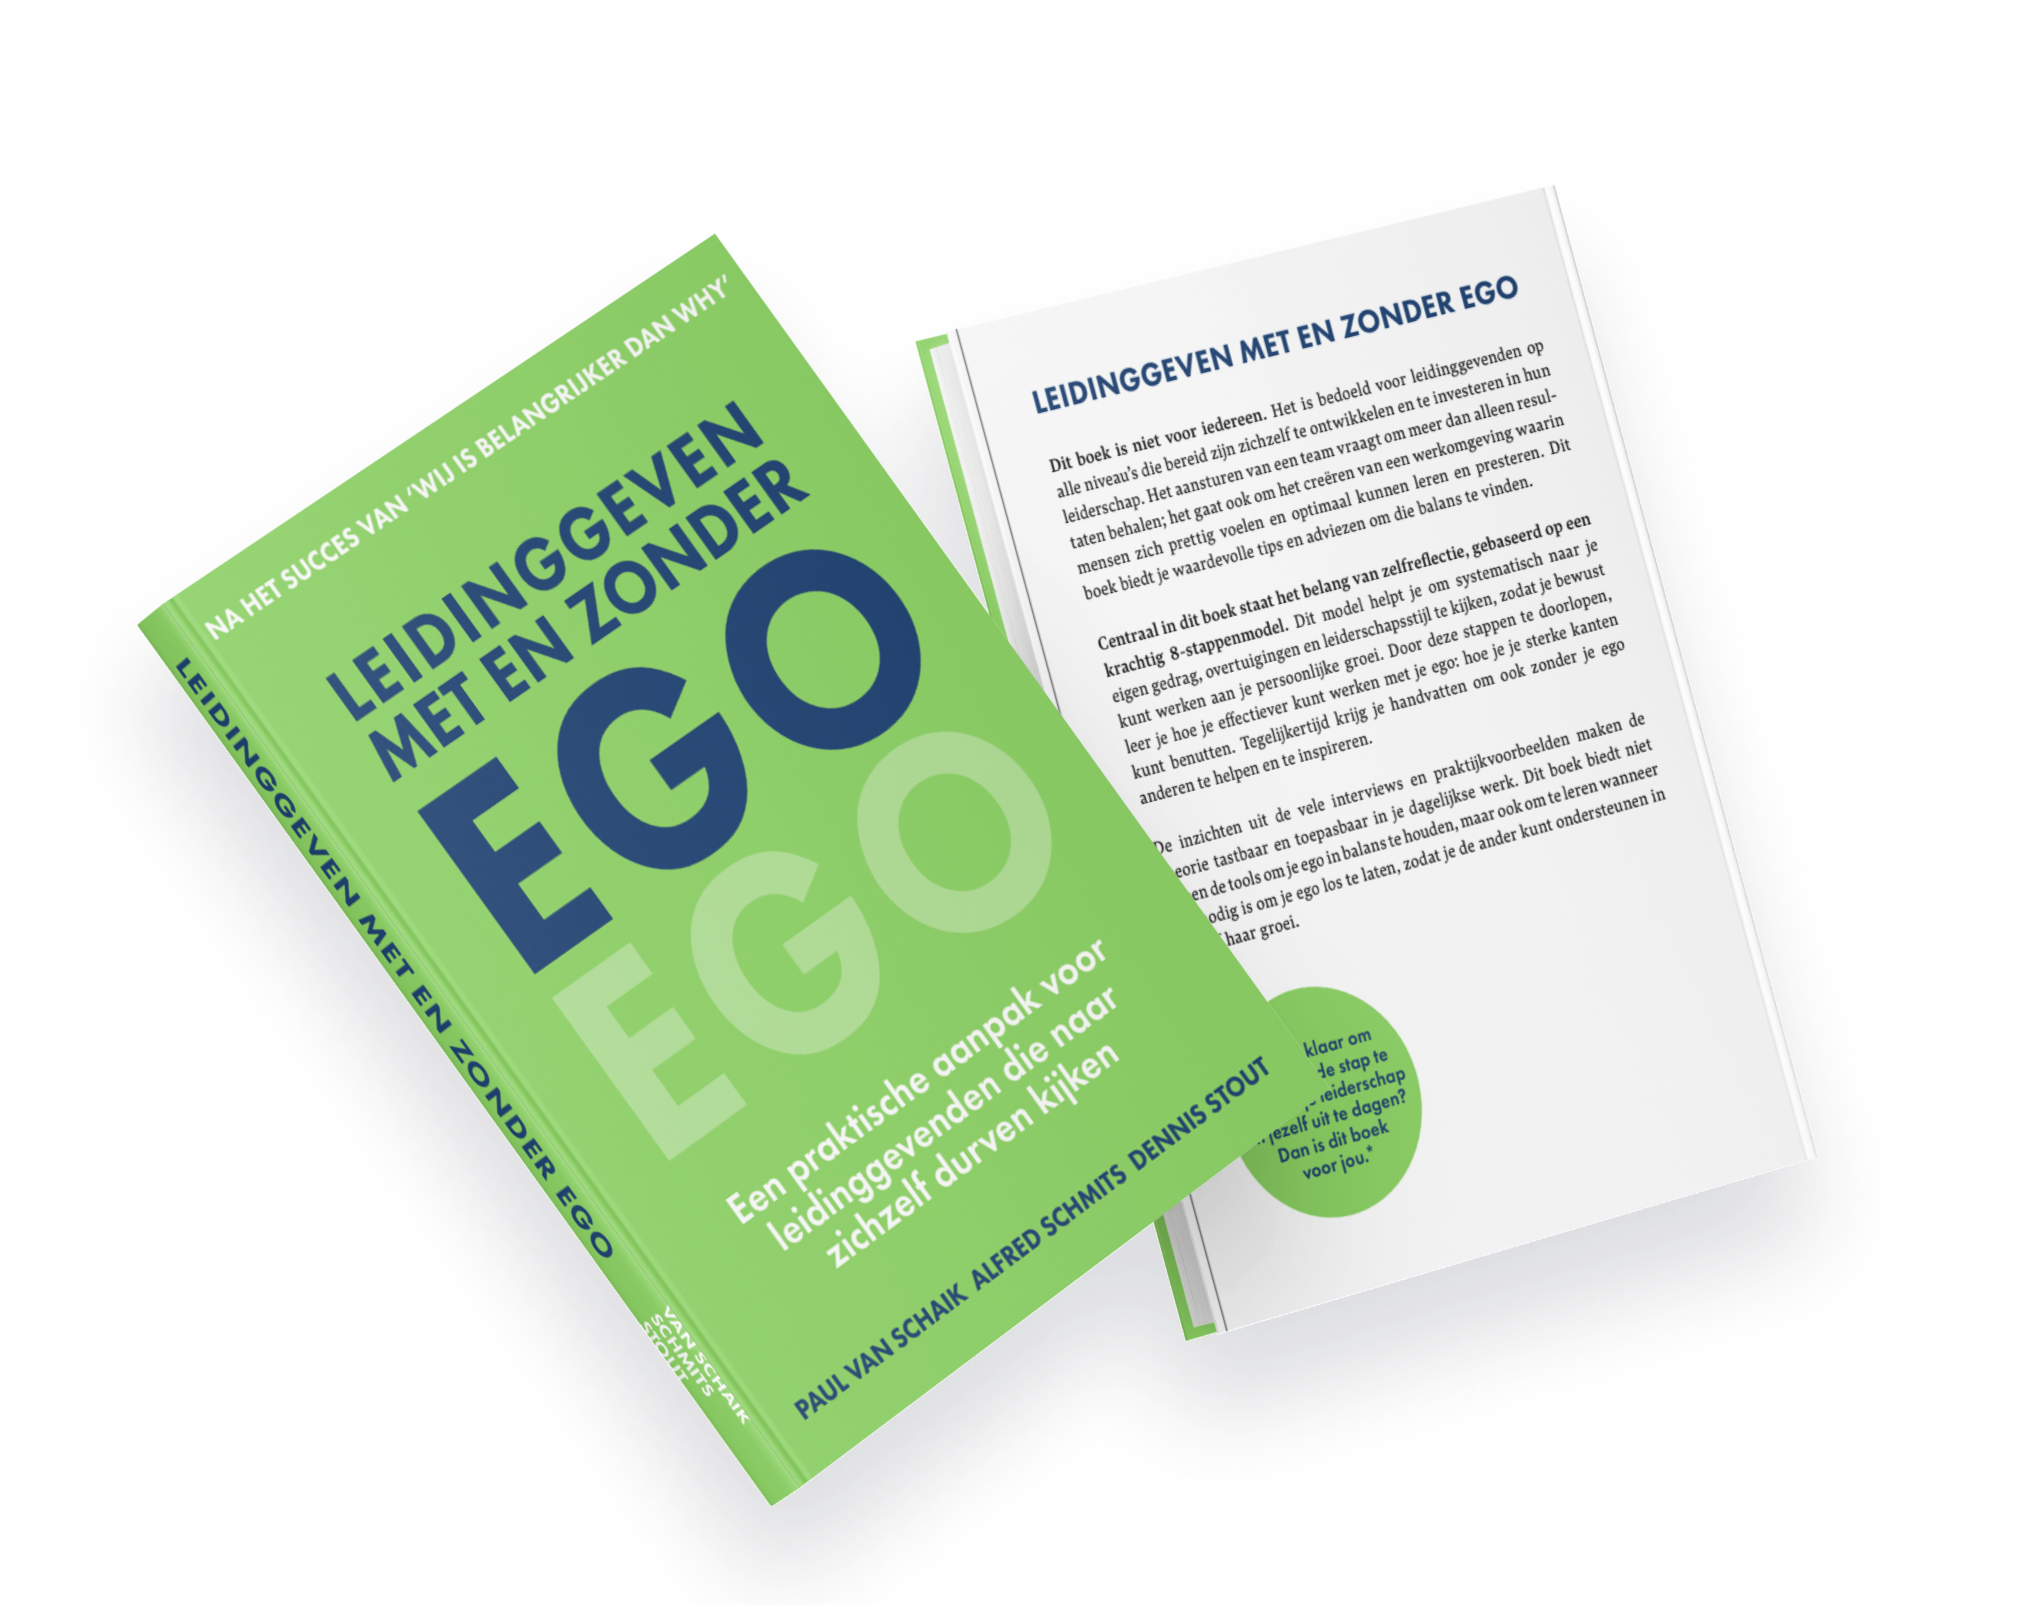 NA HET SUCCES VAN ‘WIJ IS BELANGRIJKER DAN WHY’
LEIDINGGEVEN
MET EN ZONDER
EGO
EGO
Een praktische aanpak voor
leidinggevenden die naar
zichzelf durven kijken
PAUL VAN SCHAIK ALFRED SCHMITS DENNIS STOUT
LEIDINGGEVEN MET EN ZONDER EGO
VAN SCHAIK
SCHMITS
STOUT
LEIDINGGEVEN MET EN ZONDER EGO
Dit boek is niet voor iedereen. Het is bedoeld voor leidinggevenden op
alle niveau’s die bereid zijn zichzelf te ontwikkelen en te investeren in hun
leiderschap. Het aansturen van een team vraagt om meer dan alleen resul-
taten behalen; het gaat ook om het creëren van een werkomgeving waarin
mensen zich prettig voelen en optimaal kunnen leren en presteren. Dit
boek biedt je waardevolle tips en adviezen om die balans te vinden.
Centraal in dit boek staat het belang van zelfreflectie, gebaseerd op een
krachtig 8-stappenmodel. Dit model helpt je om systematisch naar je
eigen gedrag, overtuigingen en leiderschapsstijl te kijken, zodat je bewust
kunt werken aan je persoonlijke groei. Door deze stappen te doorlopen,
leer je hoe je effectiever kunt werken met je ego: hoe je je sterke kanten
kunt benutten. Tegelijkertijd krijg je handvatten om ook zonder je ego
anderen te helpen en te inspireren.
De inzichten uit de vele interviews en praktijkvoorbeelden maken de
eorie tastbaar en toepasbaar in je dagelijkse werk. Dit boek biedt niet
en de tools om je ego in balans te houden, maar ook om te leren wanneer
odig is om je ego los te laten, zodat je de ander kunt ondersteunen in
haar groei.
klaar om
de stap te
leiderschap
jezelf uit te dagen?
Dan is dit boek
voor jou.*